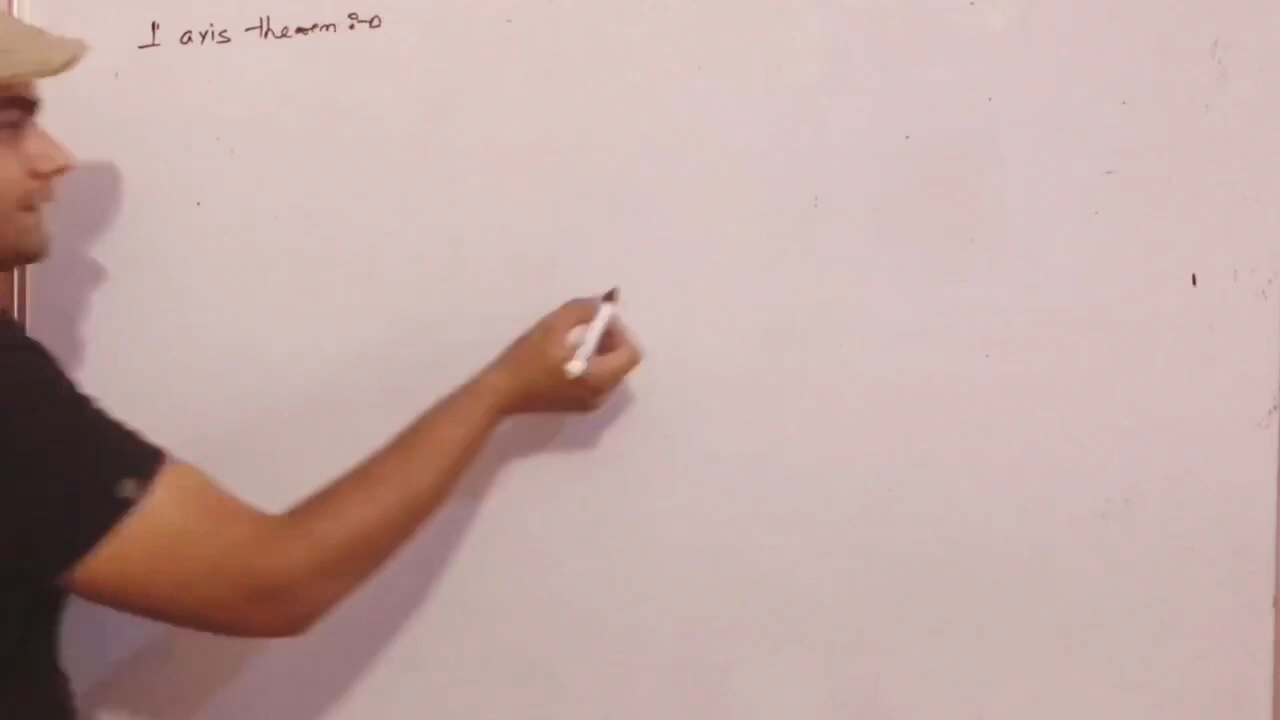 ⊥ axis theorem :-